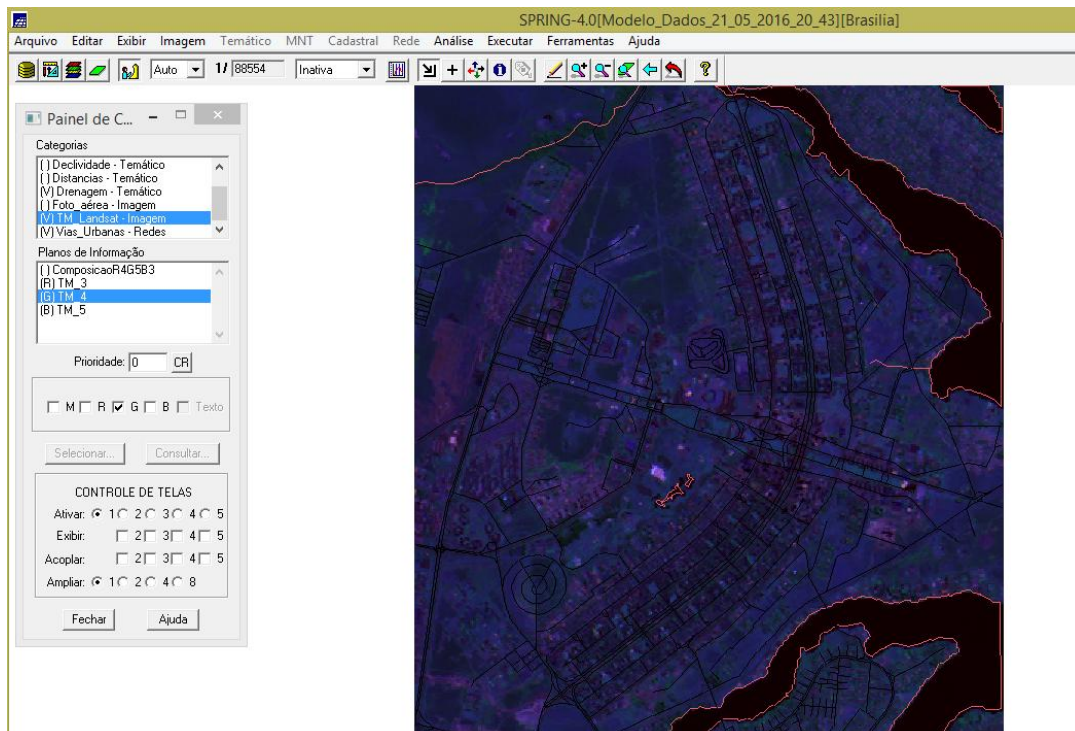 SPRING-4.0[Modelo_Dados_21_05_2016_20_43][Brasilia]
Arquivo Editar Exibir Imagem Temático MNT Cadastral Rede Análise Executar Ferramentas Ajuda
Auto 1/ 88554 Inativa
Painel de C...
Categorias
( ) Declividade - Temático
( ) Distancias - Temático
(V) Drenagem - Temático
( ) Foto_aérea - Imagem
(V) TM_Landsat - Imagem
(V) Vias_Urbanas - Redes
Planos de Informação
( ) ComposicaoR4G5B3
(R) TM_3
(G) TM_4
(B) TM_5
Prioridade: 0 CR
M R G B Texto
Selecionar... Consultar...
CONTROLE DE TELAS
Ativar: 1 2 3 4 5
Exibir: 2 3 4 5
Acoplar: 2 3 4 5
Ampliar: 1 2 4 8
Fechar Ajuda